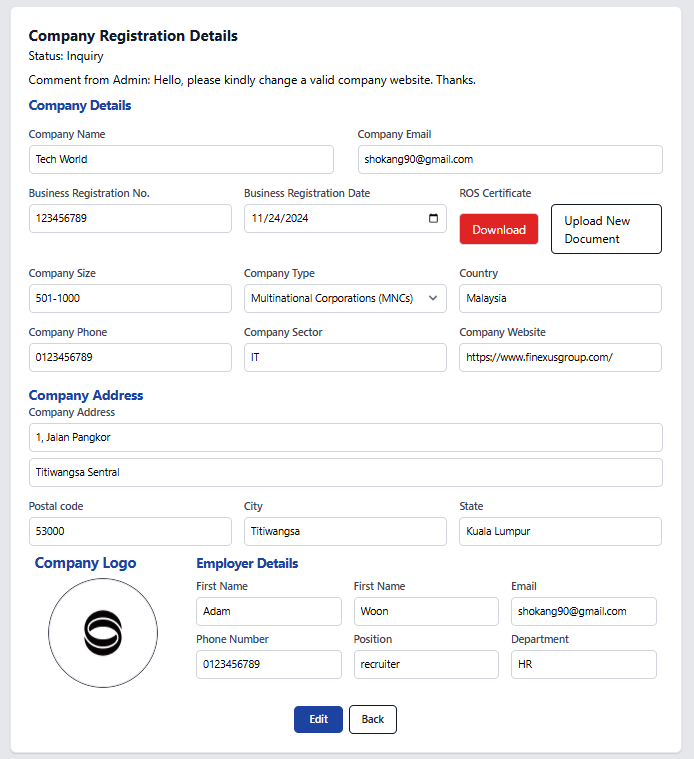 Company Registration Details
Status: Inquiry
Comment from Admin: Hello, please kindly change a valid company website. Thanks.
Company Details
Company Name
Company Email
Tech World
shokang90@gmail.com
Business Registration No.
Business Registration Date
ROS Certificate
123456789
11/24/2024
Download
Upload New
Document
Company Size
Company Type
Country
501-1000
Multinational Corporations (MNCs)
Malaysia
Company Phone
Company Sector
Company Website
0123456789
IT
https://www.finexusgroup.com/
Company Address
Company Address
1, Jalan Pangkor
Titiwangsa Sentral
Postal code
City
State
53000
Titiwangsa
Kuala Lumpur
Company Logo
Employer Details
First Name
First Name
Email
Adam
Woon
shokang90@gmail.com
Phone Number
Position
Department
0123456789
recruiter
HR
Edit
Back